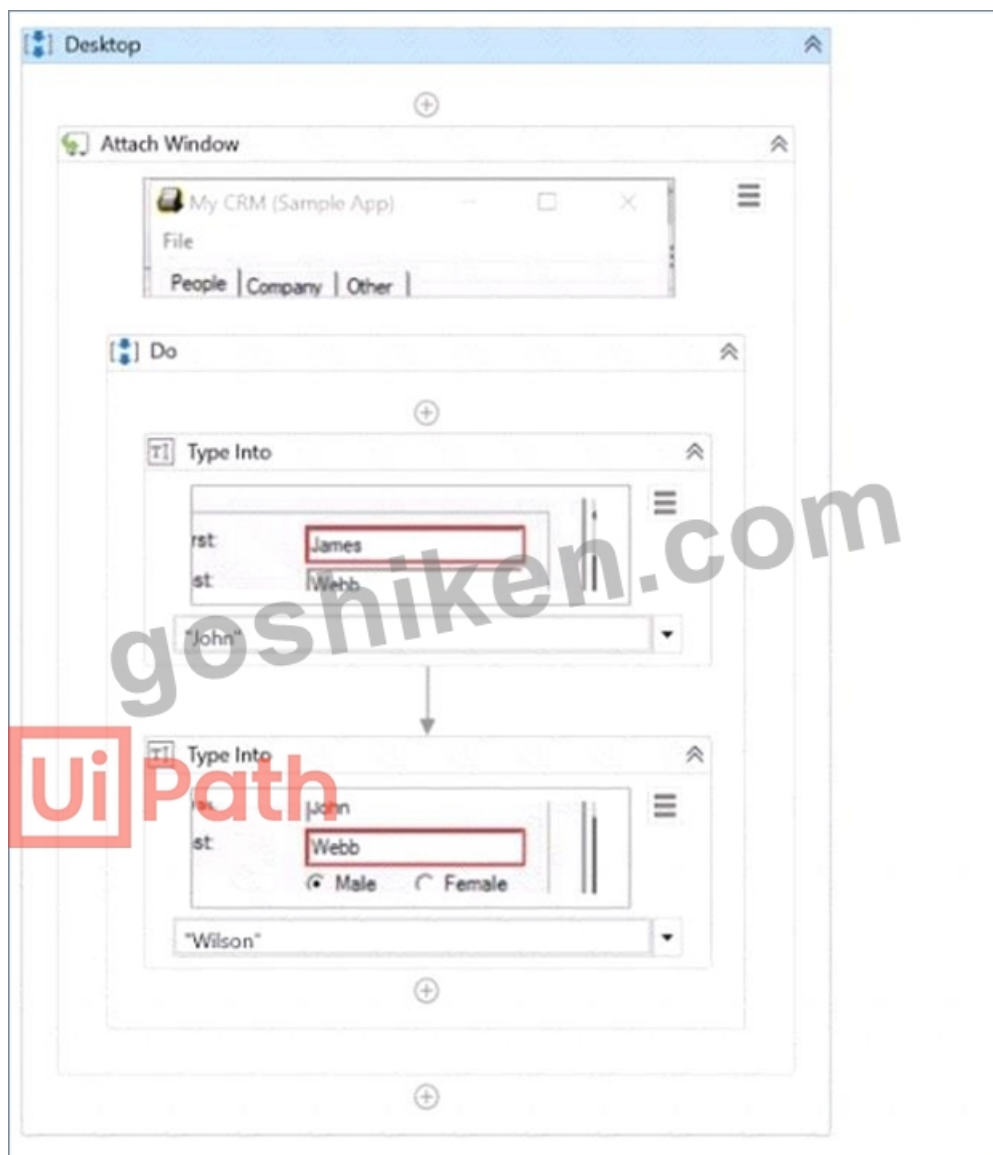 Desktop
Attach Window
My CRM (Sample App)
File
People Company Other
Do
Type Into
rst: James
st: Webb
"John"
goshiken.com
Type Into
UiPath
John
st: Webb
Male Female
"Wilson"